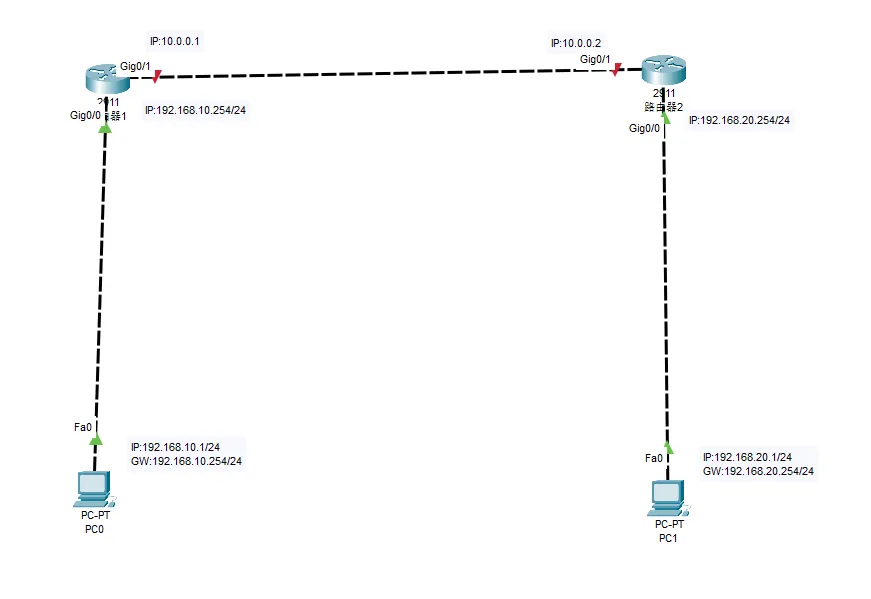 IP:10.0.0.1
IP:10.0.0.2
Gig0/1
Gig0/1
2911
2911
IP:192.168.10.254/24
路由器2
Gig0/0
器1
IP:192.168.20.254/24
Gig0/0
Fa0
IP:192.168.10.1/24
GW:192.168.10.254/24
Fa0
IP:192.168.20.1/24
GW:192.168.20.254/24
PC-PT
PC0
PC-PT
PC1